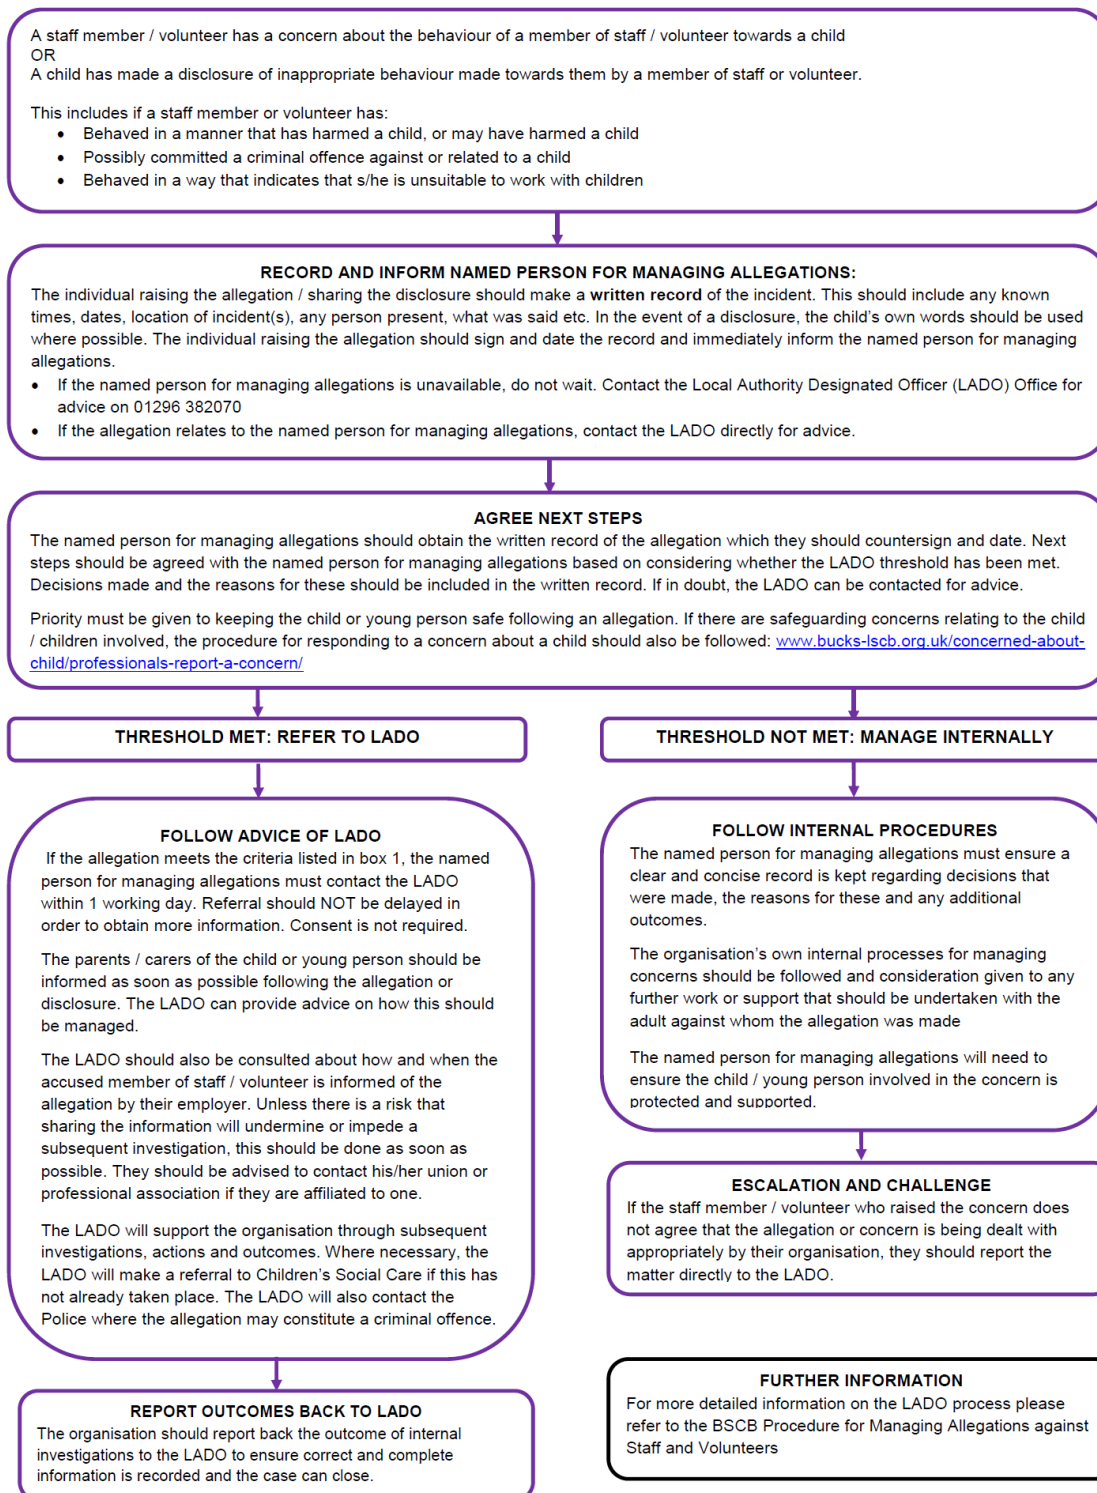 A staff member / volunteer has a concern about the behaviour of a member of staff / volunteer towards a child
OR
A child has made a disclosure of inappropriate behaviour made towards them by a member of staff or volunteer.
This includes if a staff member or volunteer has:
• Behaved in a manner that has harmed a child, or may have harmed a child
• Possibly committed a criminal offence against or related to a child
• Behaved in a way that indicates that s/he is unsuitable to work with children
RECORD AND INFORM NAMED PERSON FOR MANAGING ALLEGATIONS:
The individual raising the allegation / sharing the disclosure should make a written record of the incident. This should include any known
times, dates, location of incident(s), any person present, what was said etc. In the event of a disclosure, the child's own words should be used
where possible. The individual raising the allegation should sign and date the record and immediately inform the named person for managing
allegations.
• If the named person for managing allegations is unavailable, do not wait. Contact the Local Authority Designated Officer (LADO) Office for
advice on 01296 382070
• If the allegation relates to the named person for managing allegations, contact the LADO directly for advice.
AGREE NEXT STEPS
The named person for managing allegations should obtain the written record of the allegation which they should countersign and date. Next
steps should be agreed with the named person for managing allegations based on considering whether the LADO threshold has been met.
Decisions made and the reasons for these should be included in the written record. If in doubt, the LADO can be contacted for advice.
Priority must be given to keeping the child or young person safe following an allegation. If there are safeguarding concerns relating to the child
/ children involved, the procedure for responding to a concern about a child should also be followed: www.bucks-lscb.org.uk/concerned-about-
child/professionals-report-a-concern/
THRESHOLD MET: REFER TO LADO
FOLLOW ADVICE OF LADO
If the allegation meets the criteria listed in box 1, the named
person for managing allegations must contact the LADO
within 1 working day. Referral should NOT be delayed in
order to obtain more information. Consent is not required.
The parents / carers of the child or young person should be
informed as soon as possible following the allegation or
disclosure. The LADO can provide advice on how this should
be managed.
The LADO should also be consulted about how and when the
accused member of staff / volunteer is informed of the
allegation by their employer. Unless there is a risk that
sharing the information will undermine or impede a
subsequent investigation, this should be done as soon as
possible. They should be advised to contact his/her union or
professional association if they are affiliated to one.
The LADO will support the organisation through subsequent
investigations, actions and outcomes. Where necessary, the
LADO will make a referral to Children's Social Care if this has
not already taken place. The LADO will also contact the
Police where the allegation may constitute a criminal offence.
REPORT OUTCOMES BACK TO LADO
The organisation should report back the outcome of internal
investigations to the LADO to ensure correct and complete
information is recorded and the case can close.
THRESHOLD NOT MET: MANAGE INTERNALLY
FOLLOW INTERNAL PROCEDURES
The named person for managing allegations must ensure a
clear and concise record is kept regarding decisions that
were made, the reasons for these and any additional
outcomes.
The organisation's own internal processes for managing
concerns should be followed and consideration given to any
further work or support that should be undertaken with the
adult against whom the allegation was made
The named person for managing allegations will need to
ensure the child / young person involved in the concern is
protected and supported.
ESCALATION AND CHALLENGE
If the staff member / volunteer who raised the concern does
not agree that the allegation or concern is being dealt with
appropriately by their organisation, they should report the
matter directly to the LADO.
FURTHER INFORMATION
For more detailed information on the LADO process please
refer to the BSCB Procedure for Managing Allegations against
Staff and Volunteers